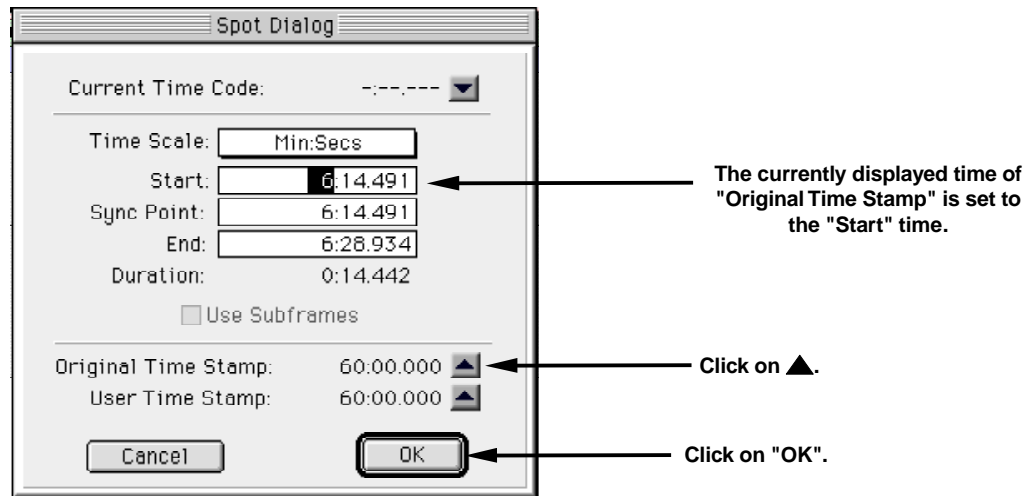 Spot Dialog
Current Time Code: -:--.---
Time Scale: Min:Secs
Start: 6:14.491
Sync Point: 6:14.491
End: 6:28.934
Duration: 0:14.442
Use Subframes
Original Time Stamp: 60:00.000
User Time Stamp: 60:00.000
Cancel OK
The currently displayed time of
"Original Time Stamp" is set to
the "Start" time.
Click on ▲.
Click on "OK".